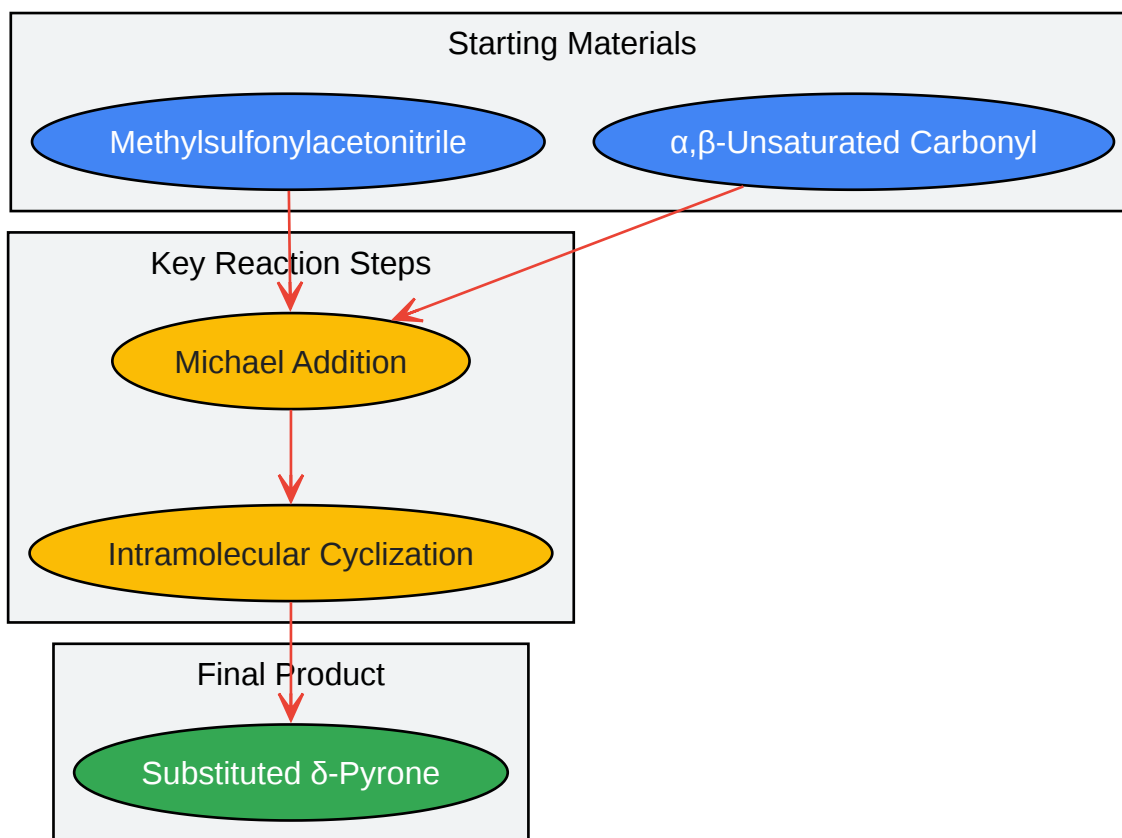 Starting Materials
Methylsulfonylacetonitrile
α,β-Unsaturated Carbonyl
Key Reaction Steps
Michael Addition
Intramolecular Cyclization
Final Product
Substituted δ-Pyrone